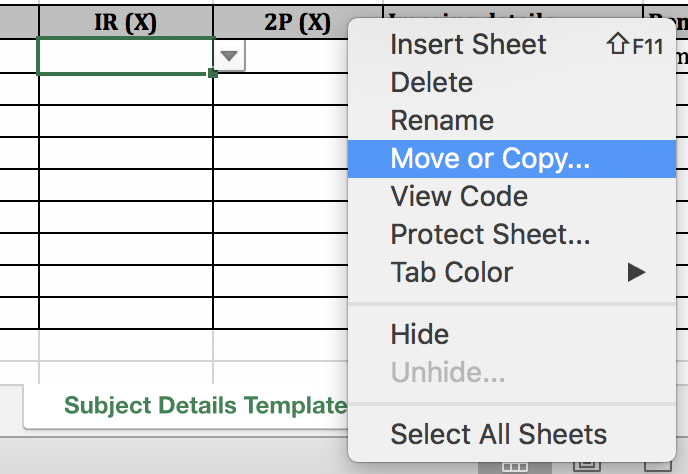 IR (X) 2P (X)
Insert Sheet ⇧F11
Delete
Rename
Move or Copy...
View Code
Protect Sheet...
Tab Color ▶
Hide
Unhide...
Subject Details Template
Select All Sheets